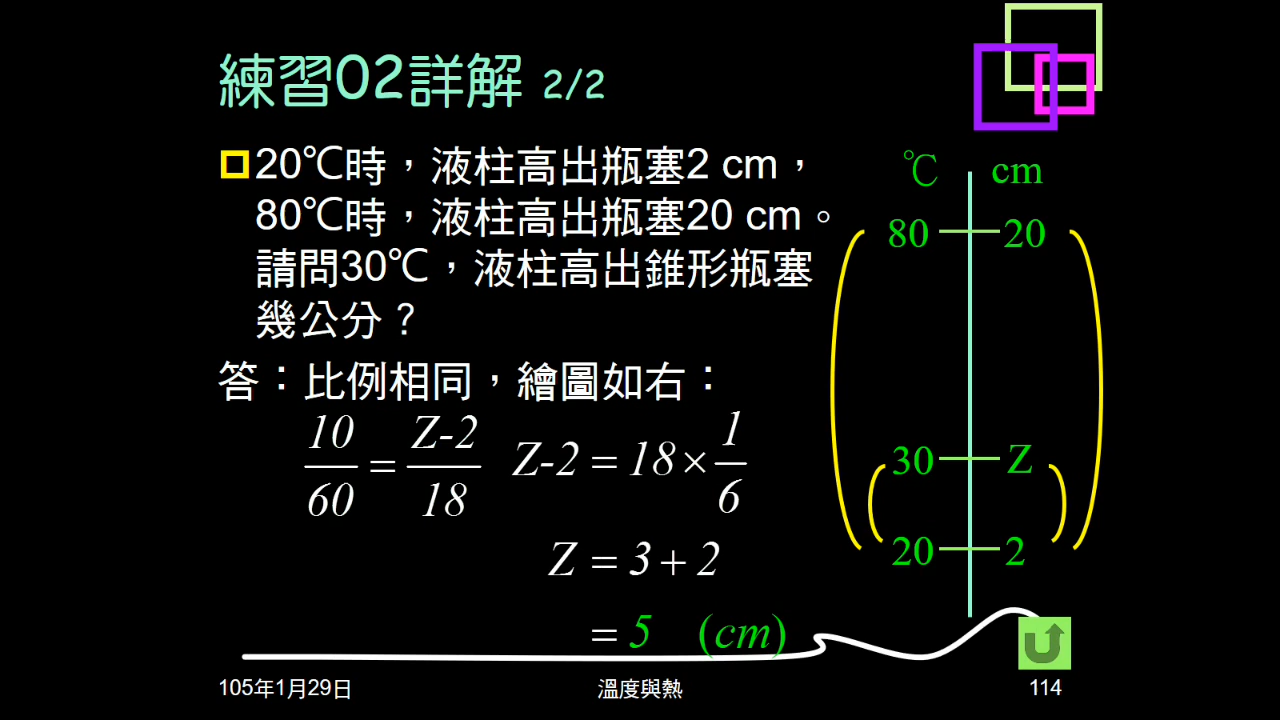 練習02詳解 2/2
20℃時，液柱高出瓶塞2 cm，
80℃時，液柱高出瓶塞20 cm。
請問30℃，液柱高出錐形瓶塞
幾公分？
答：比例相同，繪圖如右：
10/60 = Z-2/18
Z-2 = 18 × 1/6
Z = 3 + 2
= 5 (cm)
℃ cm
80 20
30 Z
20 2
105年1月29日
溫度與熱
114